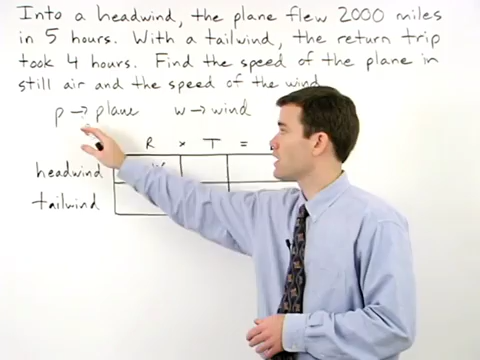 Into a headwind, the plane flew 2000 miles
in 5 hours. With a tailwind, the return trip
took 4 hours. Find the speed of the plane in
still air and the speed of the wind
p → plane w → wind
R × T =
headwind
tailwind